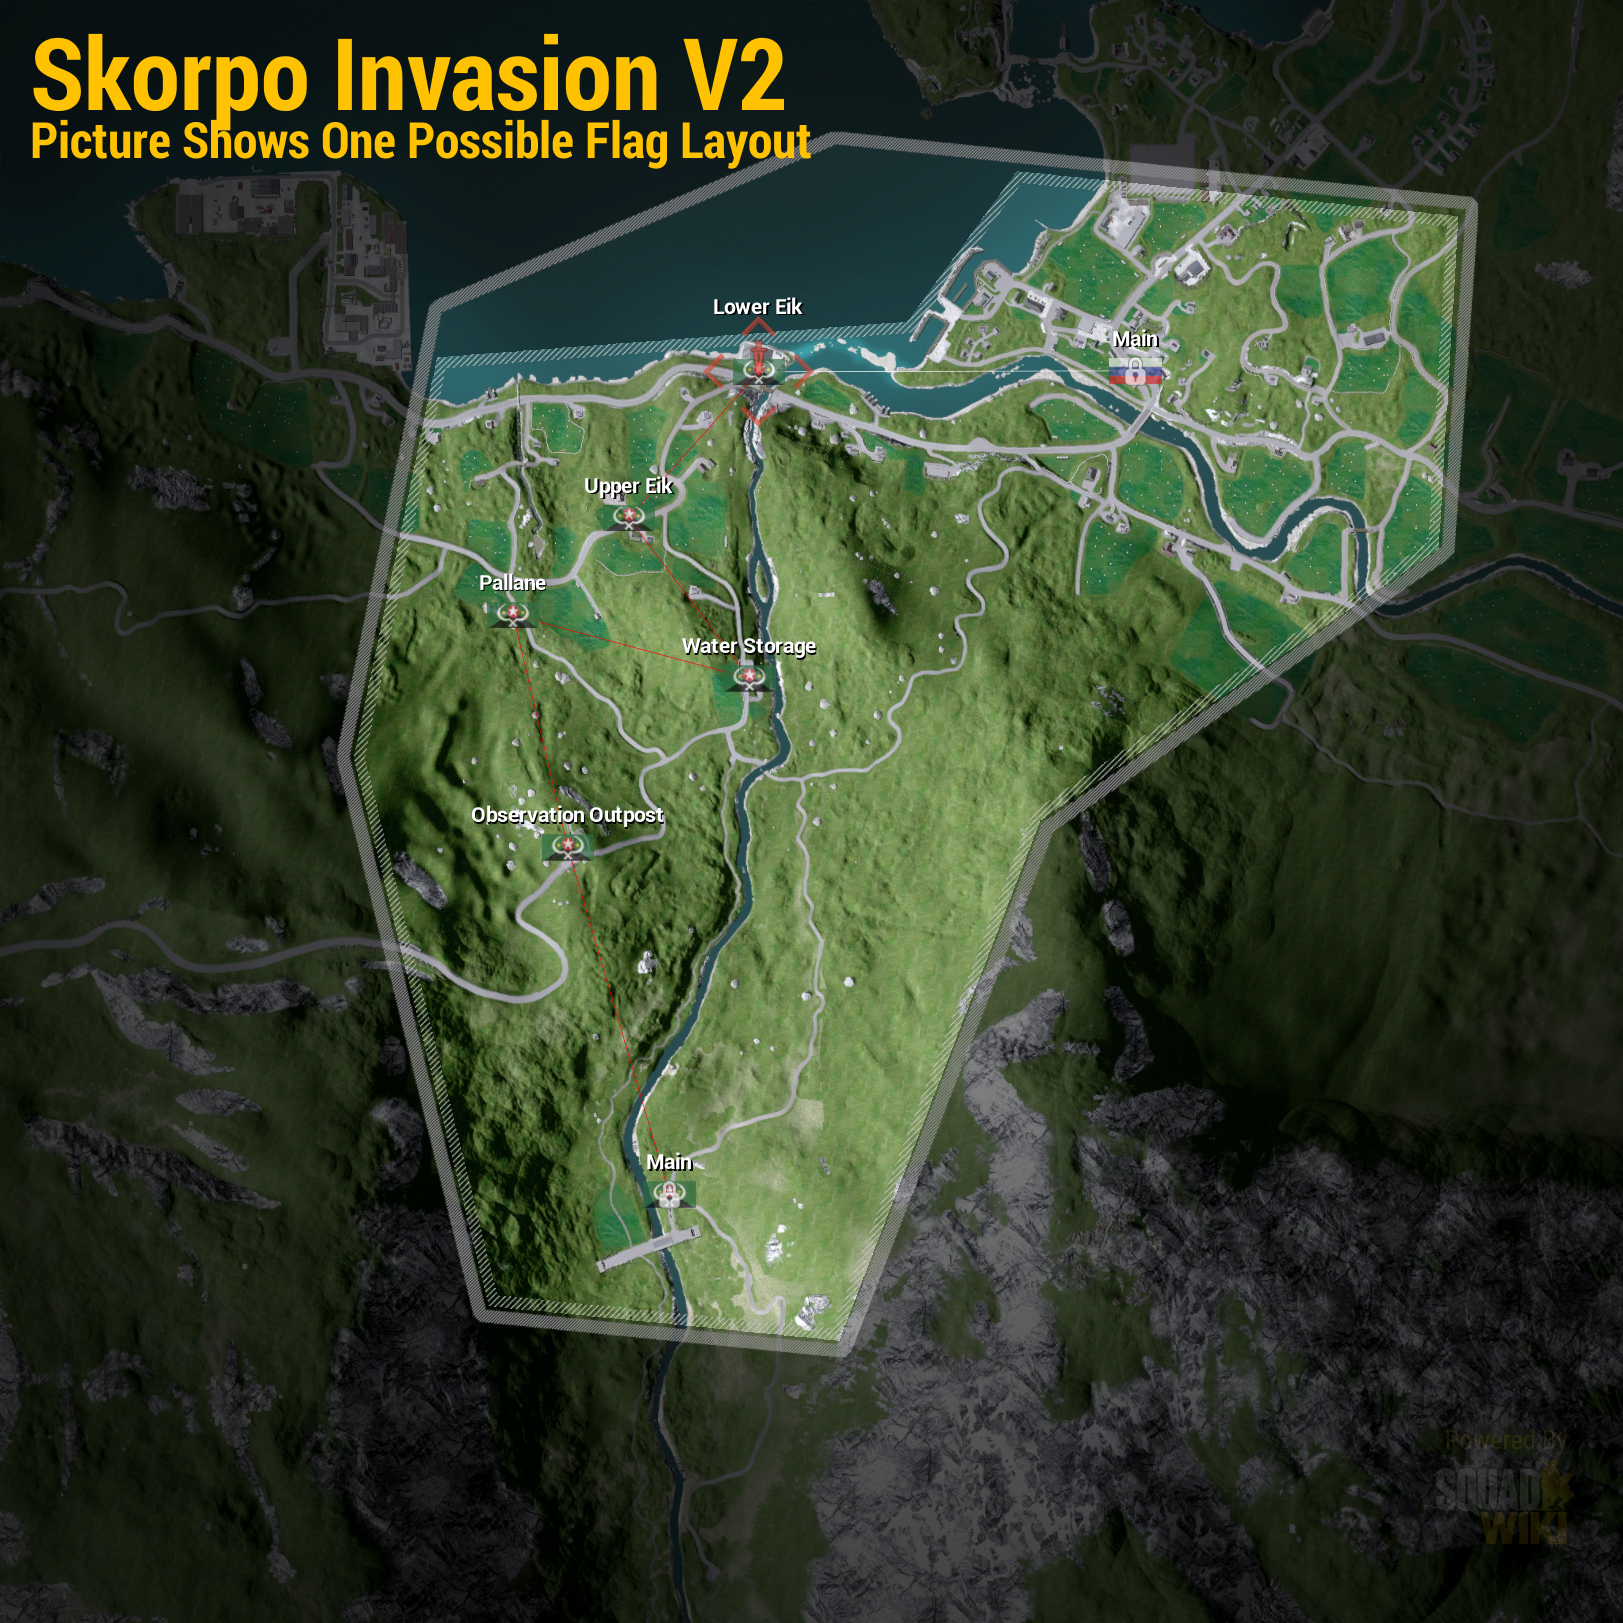 Skorpo Invasion V2
Picture Shows One Possible Flag Layout
Lower Eik
Main
Upper Eik
Pallane
Water Storage
Observation Outpost
Main
Powered By
SQUAD
WIKI